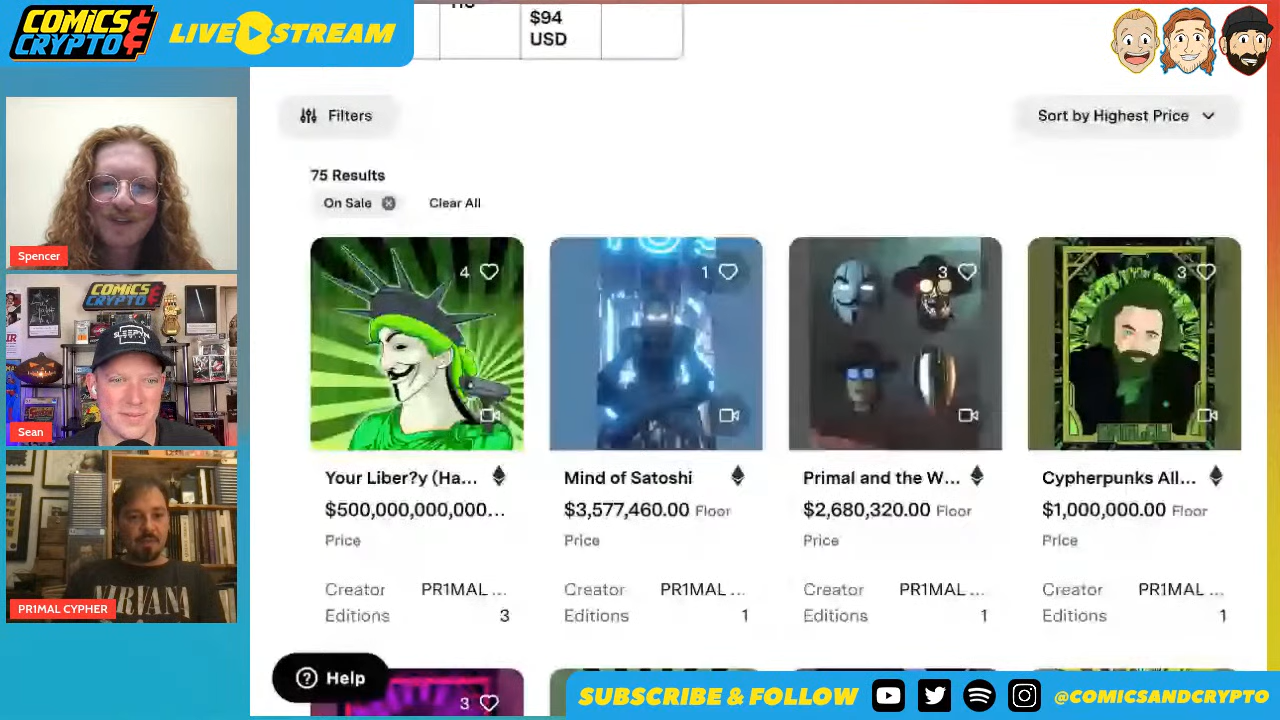 COMICS
& CRYPTO
LIVE STREAM
$94
USD
Filters
Sort by Highest Price
75 Results
On Sale
Clear All
Spencer
COMICS
CRYPTO&
Sean
NIRVANA
PR1MAL CYPHER
4
1
3
3
Your Liber?y (Ha...
Mind of Satoshi
Primal and the W...
Cypherpunks All...
$500,000,000,000...
$3,577,460.00 Floor
$2,680,320.00 Floor
$1,000,000.00 Floor
Price
Price
Price
Price
Creator PR1MAL ...
Creator PR1MAL ...
Creator PR1MAL ...
Creator PR1MAL ...
Editions 3
Editions 1
Editions 1
Editions 1
Help
3
SUBSCRIBE & FOLLOW
@COMICSANDCRYPTO